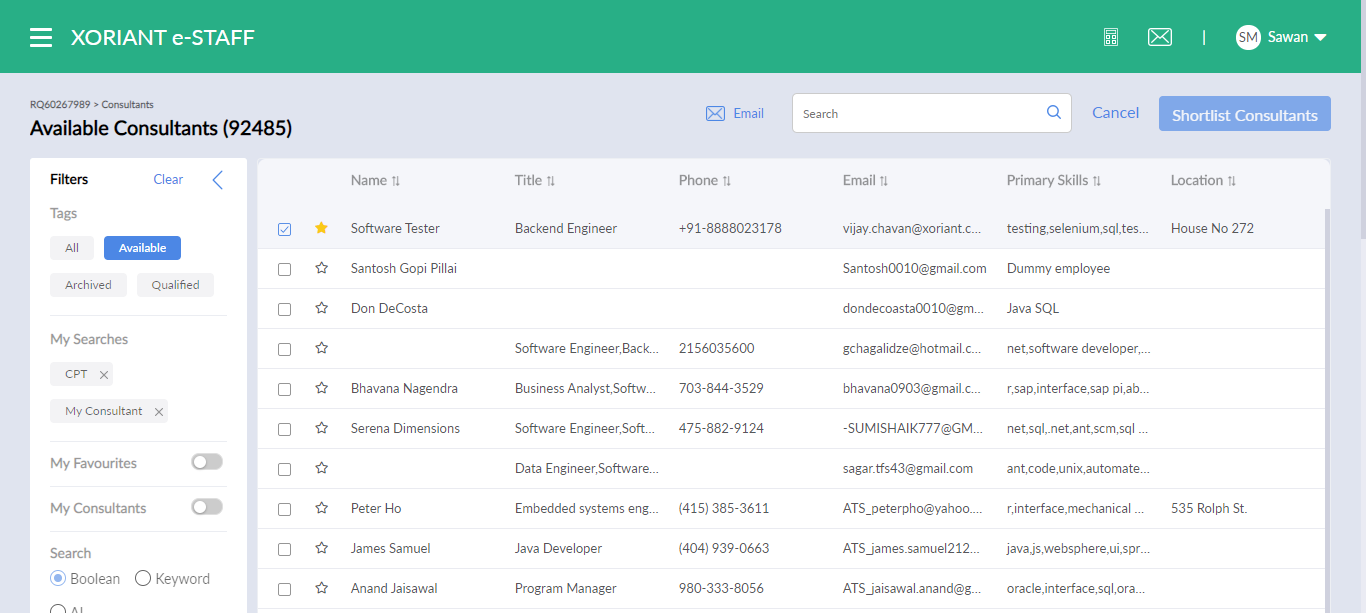 XORIANT e-STAFF
| SM Sawan
RQ60267989 > Consultants
Available Consultants (92485)
Email Search Cancel Shortlist Consultants
Filters Clear
Tags
All Available
Archived Qualified
My Searches
CPT
My Consultant
My Favourites
My Consultants
Search
Boolean Keyword
AI
Name Title Phone Email Primary Skills Location
Software Tester Backend Engineer +91-8888023178 vijay.chavan@xoriant.c... testing,selenium,sql,tes... House No 272
Santosh Gopi Pillai Santosh0010@gmail.com Dummy employee
Don DeCosta dondecoasta0010@gm... Java SQL
Software Engineer,Back... 2156035600 gchagalidze@hotmail.c... net,software developer,...
Bhavana Nagendra Business Analyst,Softw... 703-844-3529 bhavana0903@gmail.c... r,sap,interface,sap pi,ab...
Serena Dimensions Software Engineer,Soft... 475-882-9124 -SUMISHAIK777@GM... net,sql,.net,ant,scm,sql ...
Data Engineer,Software... sagar.tfs43@gmail.com ant,code,unix,automate...
Peter Ho Embedded systems eng... (415) 385-3611 ATS_peterpho@yahoo.... r,interface,mechanical ... 535 Rolph St.
James Samuel Java Developer (404) 939-0663 ATS_james.samuel212... java,js,websphere,ui,spr...
Anand Jaisawal Program Manager 980-333-8056 ATS_jaisawal.anand@g... oracle,interface,sql,ora...